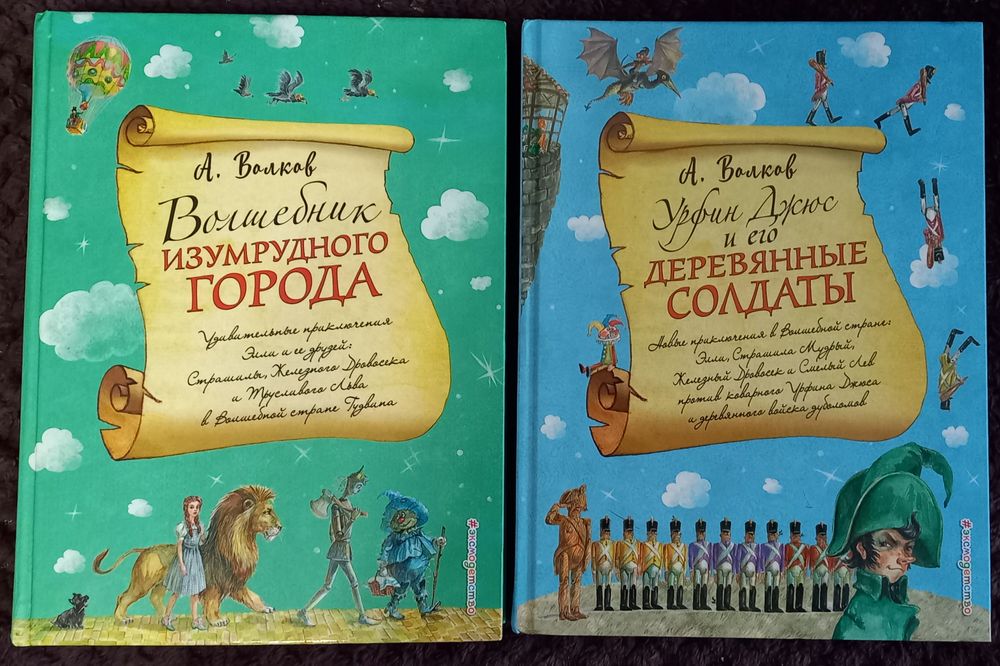 А. Волков
Волшебник
ИЗУМРУДНОГО
ГОРОДА
Удивительные приключения
Элли и ее друзей:
Страшилы, Железного Дровосека
и Трусливого Льва
в Волшебной стране Гудвина
#эксмодетство
А. Волков
Урфин Джюс
и его
ДЕРЕВЯННЫЕ
СОЛДАТЫ
Новые приключения в Волшебной стране:
Элли, Страшила Мудрый,
Железный Дровосек и Смелый Лев
против коварного Урфина Джюса
и деревянного войска дуболомов
#эксмодетство